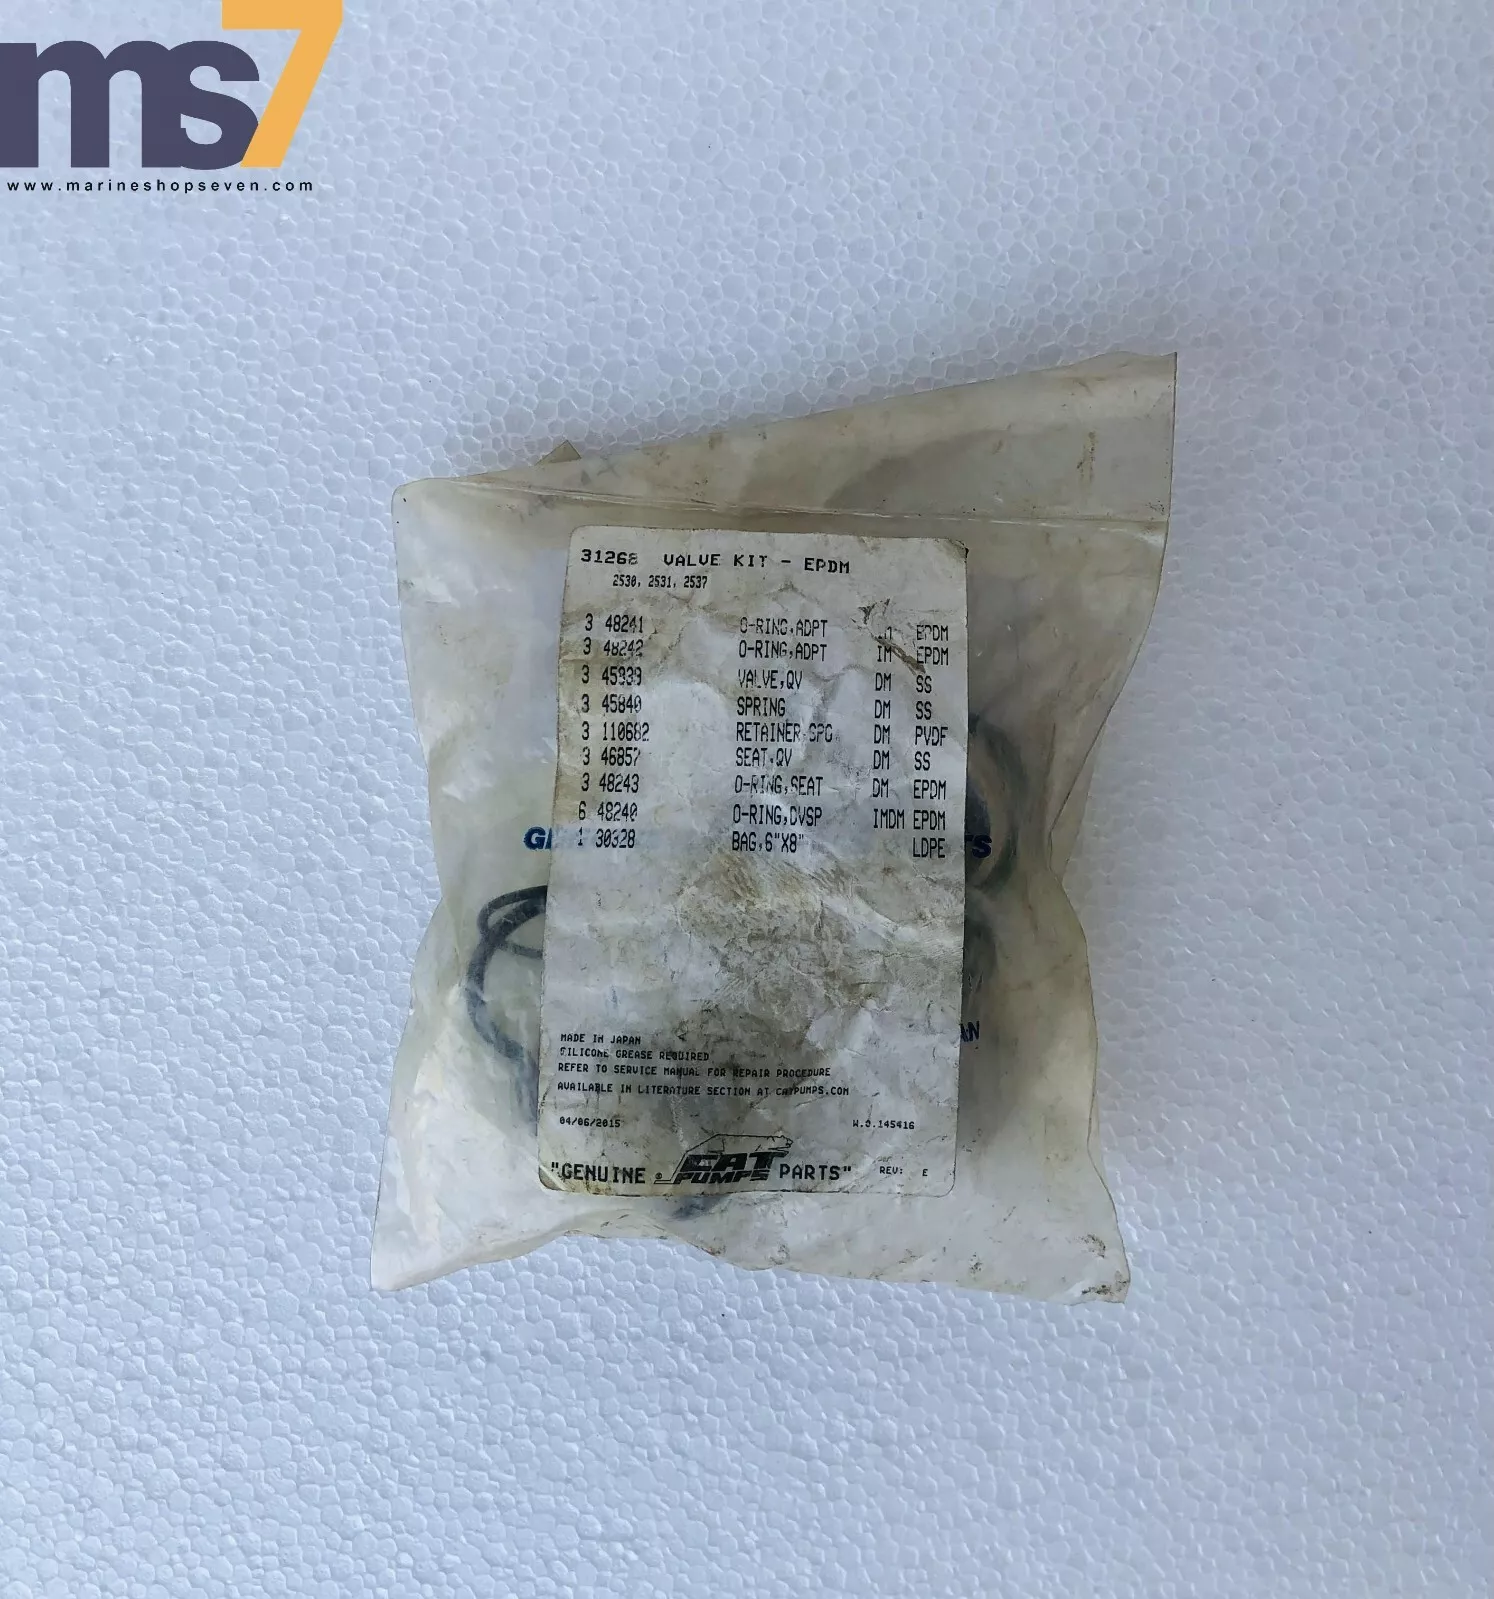 ms7
www.marineshopseven.com
31268 VALVE KIT - EPDM
2530, 2531, 2537
3 48241 O-RING,ADPT EPDM
3 48242 O-RING,ADPT IM EPDM
3 VALVE,QV DM SS
3 45840 SPRING DM SS
3 110682 RETAINER,SPG DM PVDF
3 46857 SEAT,QV DM SS
3 48243 O-RING,SEAT DM EPDM
6 48240 O-RING,DVSP IMDM EPDM
1 30328 BAG,6"X8" LDPE
MADE IN JAPAN
SILICONE GREASE REQUIRED
REFER TO SERVICE MANUAL FOR REPAIR PROCEDURE
AVAILABLE IN LITERATURE SECTION AT CATPUMPS.COM
04/06/2015 W.O.145416
"GENUINE CAT PUMPS PARTS" REV: E